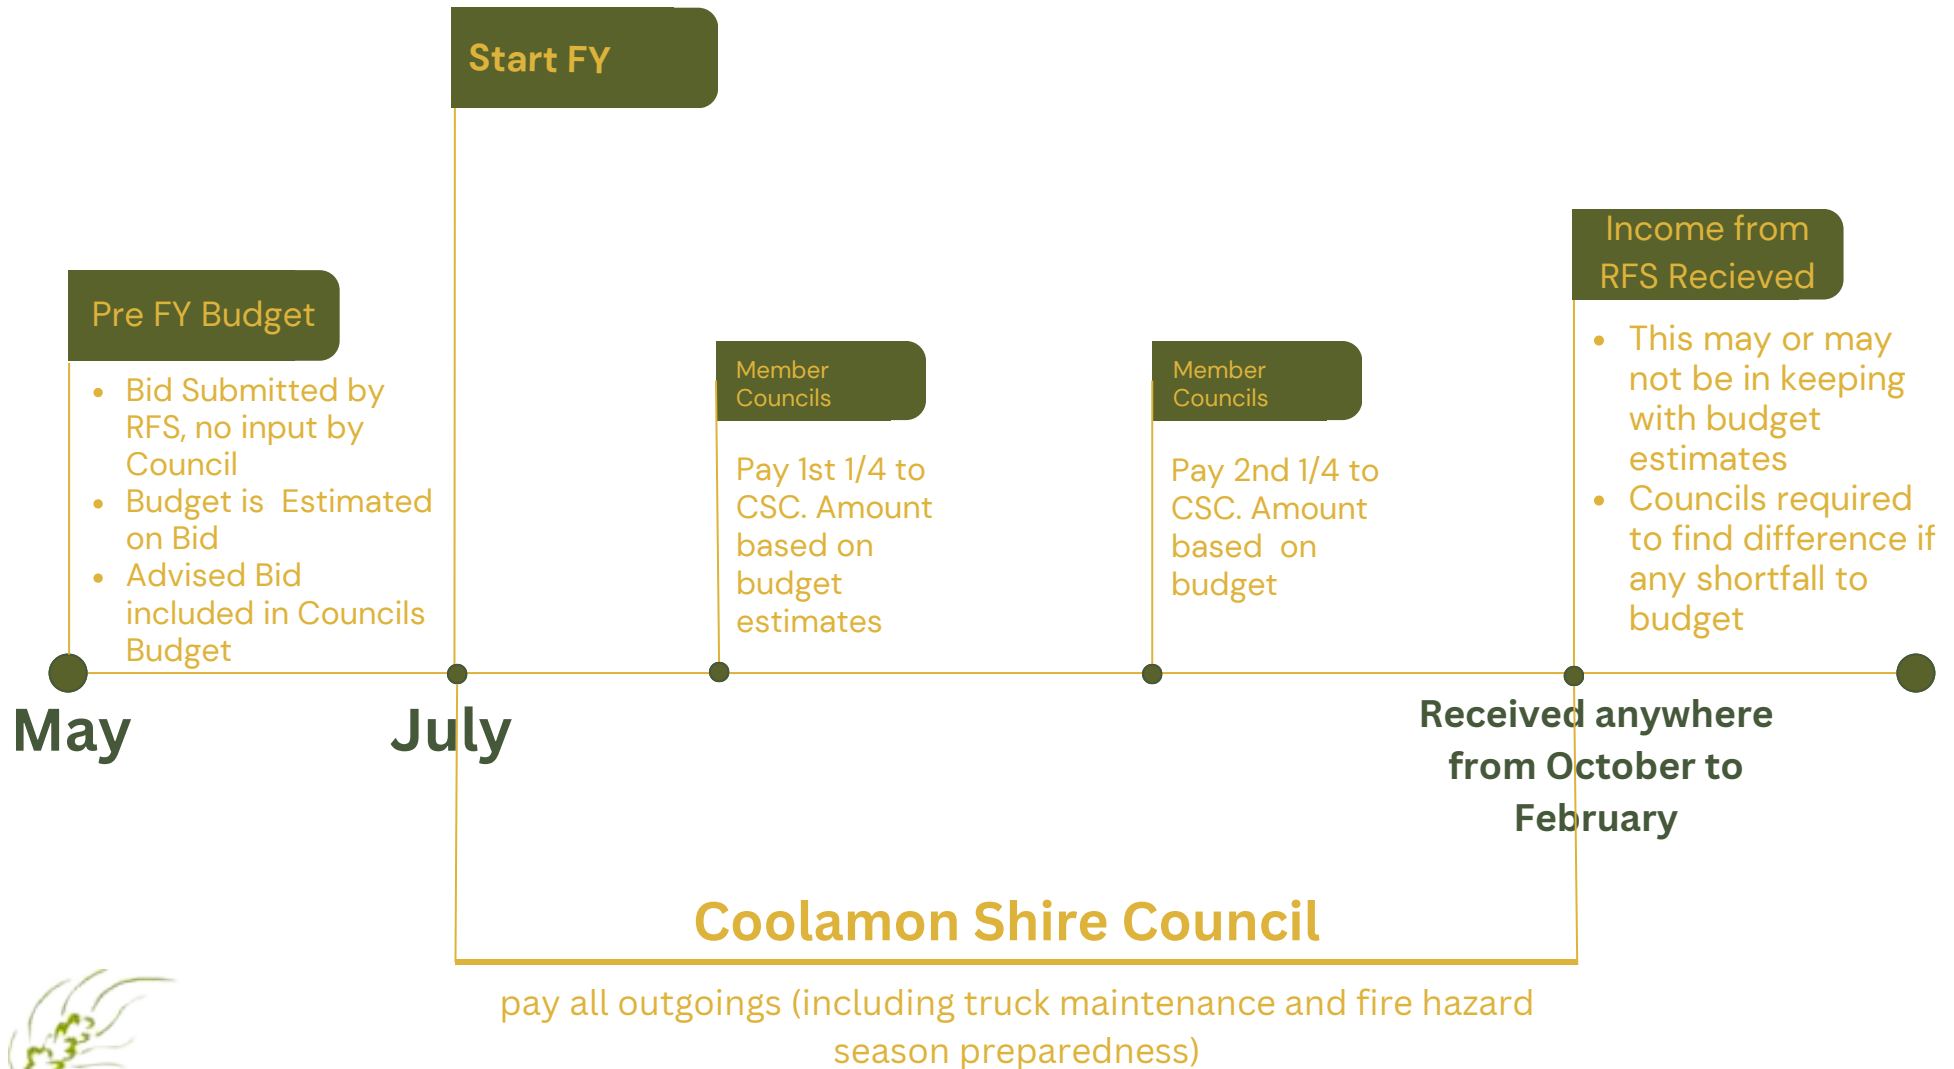 Start FY
Pre FY Budget
Bid Submitted by
RFS, no input by
Council
Budget is  Estimated
on Bid
Advised Bid
included in Councils
Budget
Member
Councils
Pay 1st 1/4 to
CSC. Amount
based on
budget
estimates
Member
Councils
Pay 2nd 1/4 to
CSC. Amount
based  on
budget
Income from
RFS Recieved
This may or may
not be in keeping
with budget
estimates
Councils required
to find difference if
any shortfall to
budget
May
July
Received anywhere
from October to
February
Coolamon Shire Council
pay all outgoings (including truck maintenance and fire hazard
season preparedness)